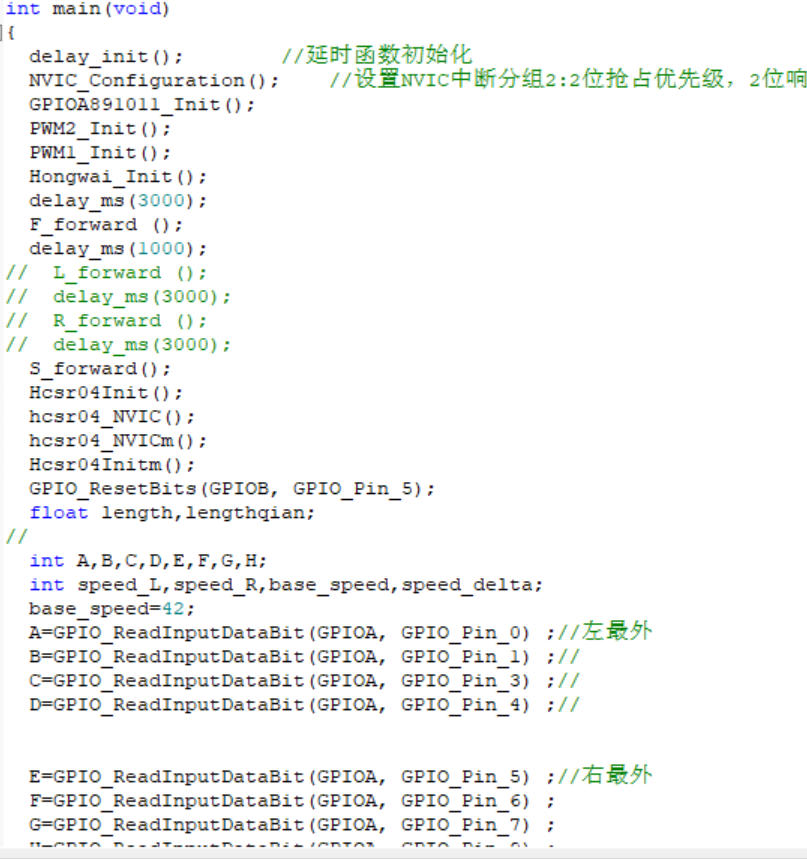 int main(void)
{
delay_init(); //延时函数初始化
NVIC_Configuration(); //设置NVIC中断分组2:2位抢占优先级，2位响
GPIOA891011_Init();
PWM2_Init();
PWM1_Init();
Hongwai_Init();
delay_ms(3000);
F_forward ();
delay_ms(1000);
// L_forward ();
// delay_ms(3000);
// R_forward ();
// delay_ms(3000);
S_forward();
Hcsr04Init();
hcsr04_NVIC();
hcsr04_NVICm();
Hcsr04Initm();
GPIO_ResetBits(GPIOB, GPIO_Pin_5);
float length,lengthqian;
//
int A,B,C,D,E,F,G,H;
int speed_L,speed_R,base_speed,speed_delta;
base_speed=42;
A=GPIO_ReadInputDataBit(GPIOA, GPIO_Pin_0) ;//左最外
B=GPIO_ReadInputDataBit(GPIOA, GPIO_Pin_1) ;//
C=GPIO_ReadInputDataBit(GPIOA, GPIO_Pin_3) ;//
D=GPIO_ReadInputDataBit(GPIOA, GPIO_Pin_4) ;//
E=GPIO_ReadInputDataBit(GPIOA, GPIO_Pin_5) ;//右最外
F=GPIO_ReadInputDataBit(GPIOA, GPIO_Pin_6) ;
G=GPIO_ReadInputDataBit(GPIOA, GPIO_Pin_7) ;